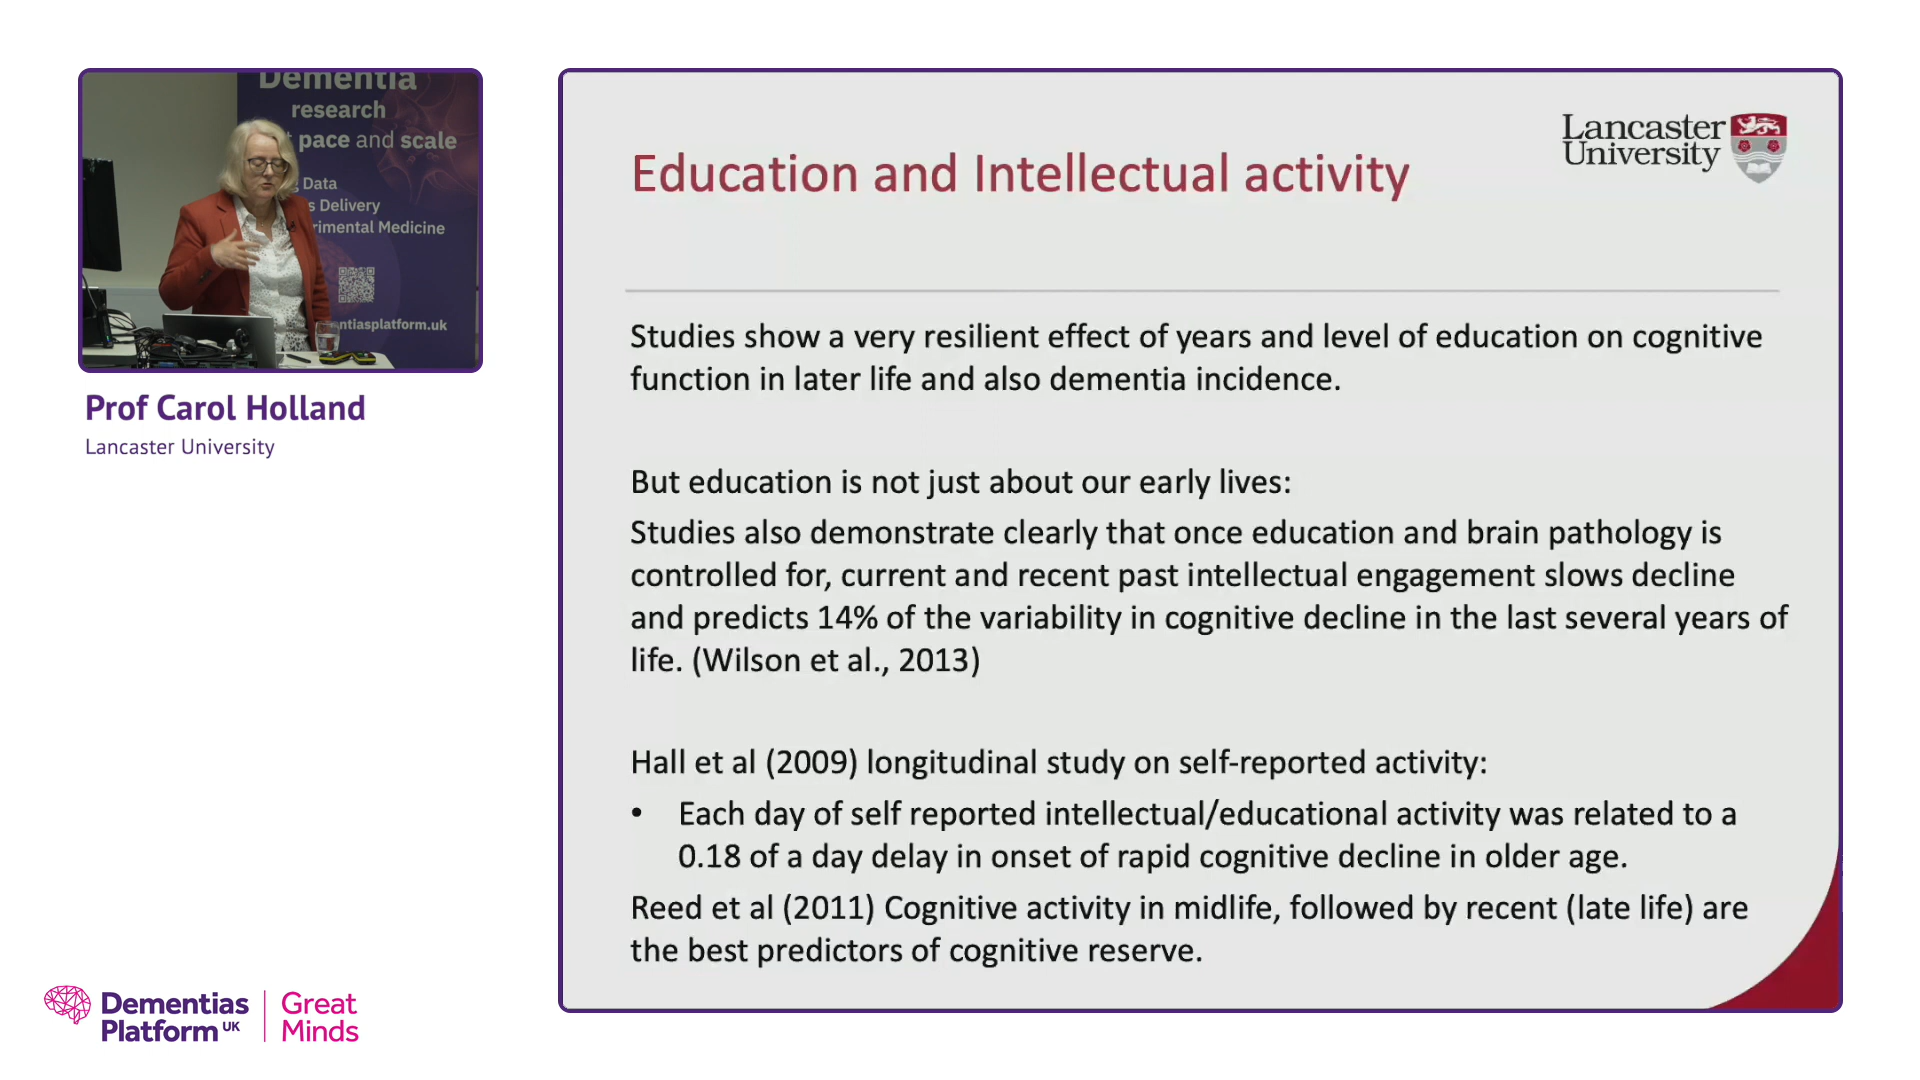 Dementia
research
pace and scale
Data
Delivery
Medicine
Prof Carol Holland
Lancaster University
Lancaster
University
Education and Intellectual activity
Studies show a very resilient effect of years and level of education on cognitive
function in later life and also dementia incidence.
But education is not just about our early lives:
Studies also demonstrate clearly that once education and brain pathology is
controlled for, current and recent past intellectual engagement slows decline
and predicts 14% of the variability in cognitive decline in the last several years of
life. (Wilson et al., 2013)
Hall et al (2009) longitudinal study on self-reported activity:
• Each day of self reported intellectual/educational activity was related to a
0.18 of a day delay in onset of rapid cognitive decline in older age.
Reed et al (2011) Cognitive activity in midlife, followed by recent (late life) are
the best predictors of cognitive reserve.
Dementias
Platform UK
Great
Minds